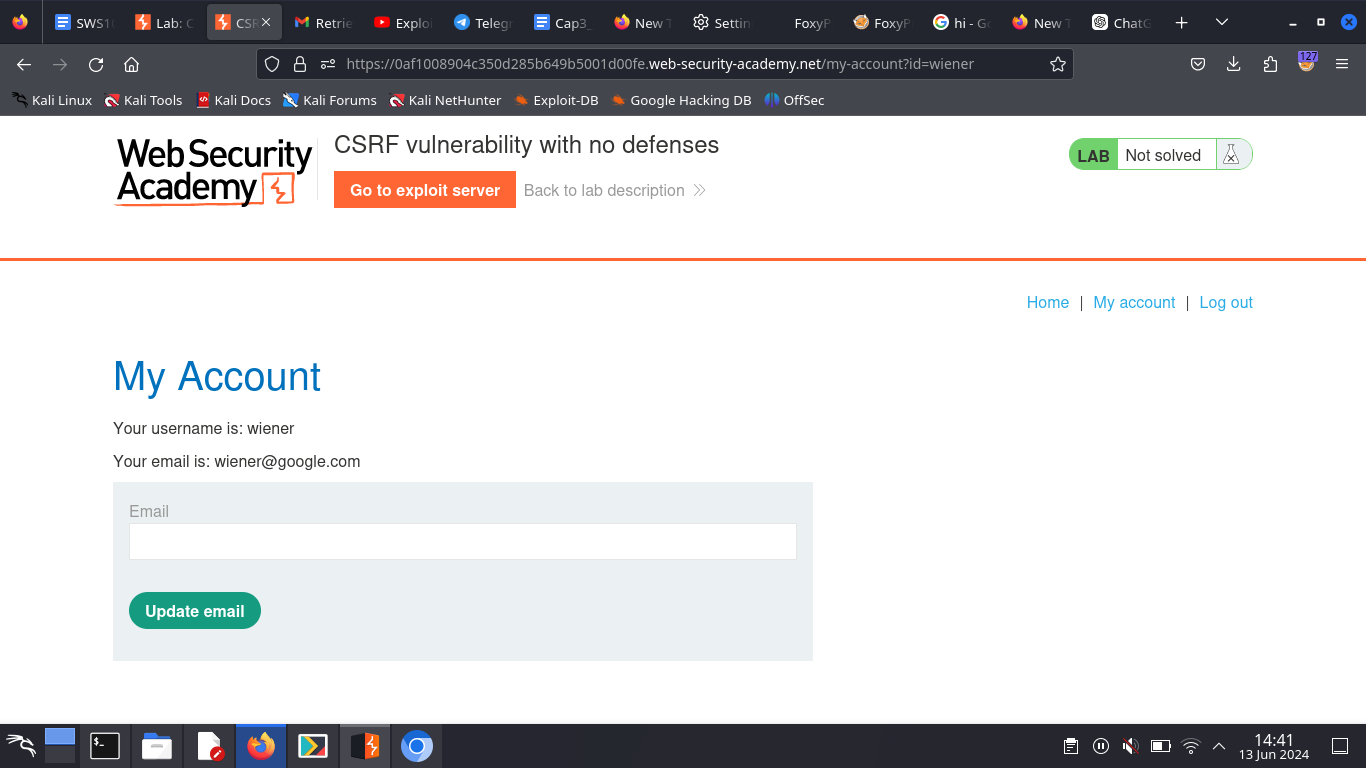 SWS1
Lab: C
CSR
Retrie
Exploi
Telegr
Cap3_
New T
Settin
FoxyP
FoxyP
hi - Go
New T
ChatG
https://0af1008904c350d285b649b5001d00fe.web-security-academy.net/my-account?id=wiener
127
Kali Linux
Kali Tools
Kali Docs
Kali Forums
Kali NetHunter
Exploit-DB
Google Hacking DB
OffSec
Web Security
Academy
CSRF vulnerability with no defenses
Go to exploit server
Back to lab description
LAB
Not solved
Home | My account | Log out
My Account
Your username is: wiener
Your email is: wiener@google.com
Email
Update email
14:41
13 Jun 2024